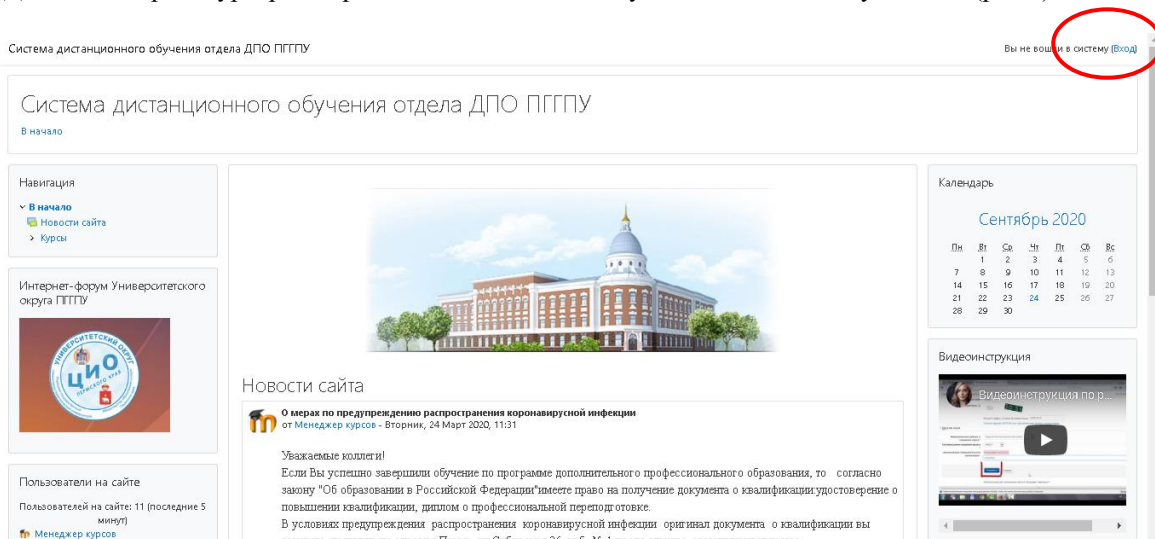 Система дистанционного обучения отдела ДПО ПГГПУ
Вы не вошли в систему (Вход)
Система дистанционного обучения отдела ДПО ПГГПУ
В начало
Навигация
В начало
Новости сайта
Курсы
Интернет-форум Университетского
округа ПГГПУ
УНИВЕРСИТЕТСКИЙ ОКРУГ
ЦИО
ПЕРМСКОГО КРАЯ
Пользователи на сайте
Пользователей на сайте: 11 (последние 5
минут)
Менеджер курсов
Новости сайта
О мерах по предупреждению распространения коронавирусной инфекции
от Менеджер курсов - Вторник, 24 Март 2020, 11:31
Уважаемые коллеги!
Если Вы успешно завершили обучение по программе дополнительного профессионального образования, то согласно
закону "Об образовании в Российской Федерации"имеете право на получение документа о квалификации:удостоверение о
повышении квалификации, диплом о профессиональной переподготовке.
В условиях предупреждения распространения коронавирусной инфекции оригинал документа о квалификации вы
Календарь
Сентябрь 2020
Пн Вт Ср Чт Пт Сб Вс
1 2 3 4 5 6
7 8 9 10 11 12 13
14 15 16 17 18 19 20
21 22 23 24 25 26 27
28 29 30
Видеоинструкция
Видеоинструкция по р...